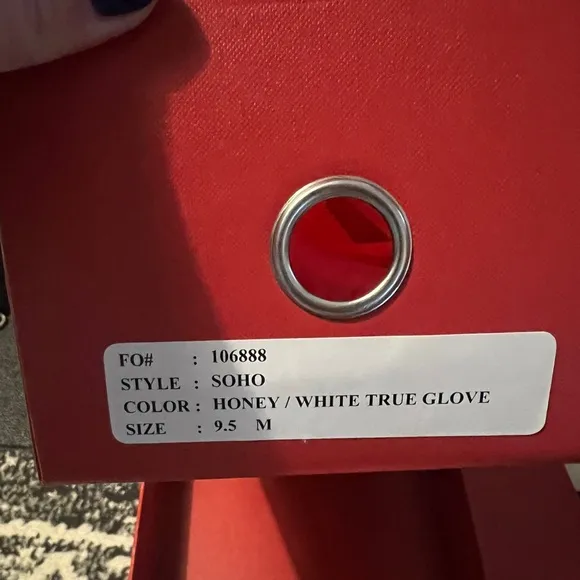 FO# : 106888
STYLE : SOHO
COLOR : HONEY / WHITE TRUE GLOVE
SIZE : 9.5 M